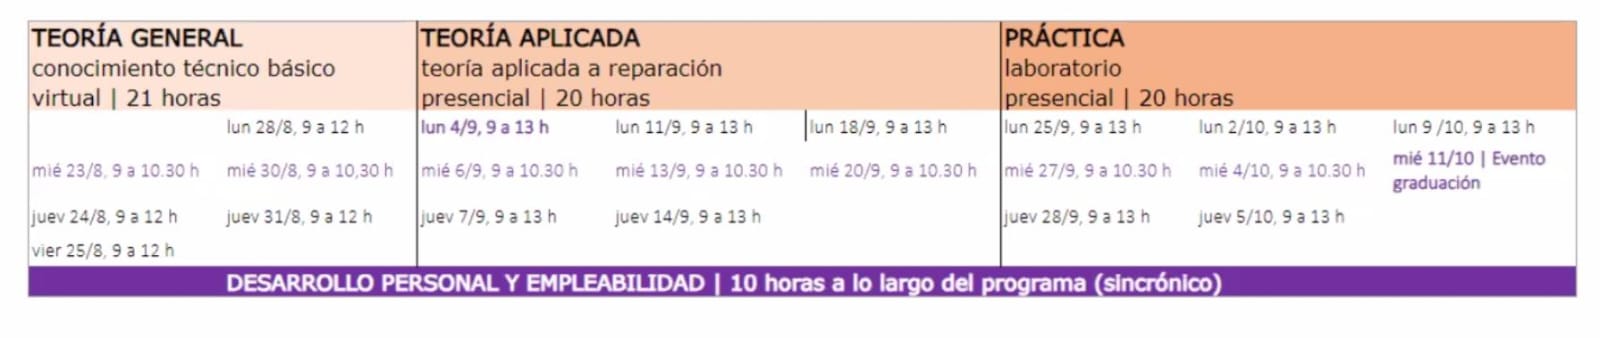 TEORÍA GENERAL
conocimiento técnico básico
virtual | 21 horas
TEORÍA APLICADA
teoría aplicada a reparación
presencial | 20 horas
PRÁCTICA
laboratorio
presencial | 20 horas
lun 28/8, 9 a 12 h
lun 4/9, 9 a 13 h
lun 11/9, 9 a 13 h
lun 18/9, 9 a 13 h
lun 25/9, 9 a 13 h
lun 2/10, 9 a 13 h
lun 9 /10, 9 a 13 h
mié 23/8, 9 a 10.30 h
mié 30/8, 9 a 10,30 h
mié 6/9, 9 a 10.30 h
mié 13/9, 9 a 10.30 h
mié 20/9, 9 a 10.30 h
mié 27/9, 9 a 10.30 h
mié 4/10, 9 a 10.30 h
mié 11/10 | Evento
graduación
juev 24/8, 9 a 12 h
juev 31/8, 9 a 12 h
juev 7/9, 9 a 13 h
juev 14/9, 9 a 13 h
juev 28/9, 9 a 13 h
juev 5/10, 9 a 13 h
vier 25/8, 9 a 12 h
DESARROLLO PERSONAL Y EMPLEABILIDAD | 10 horas a lo largo del programa (sincrónico)